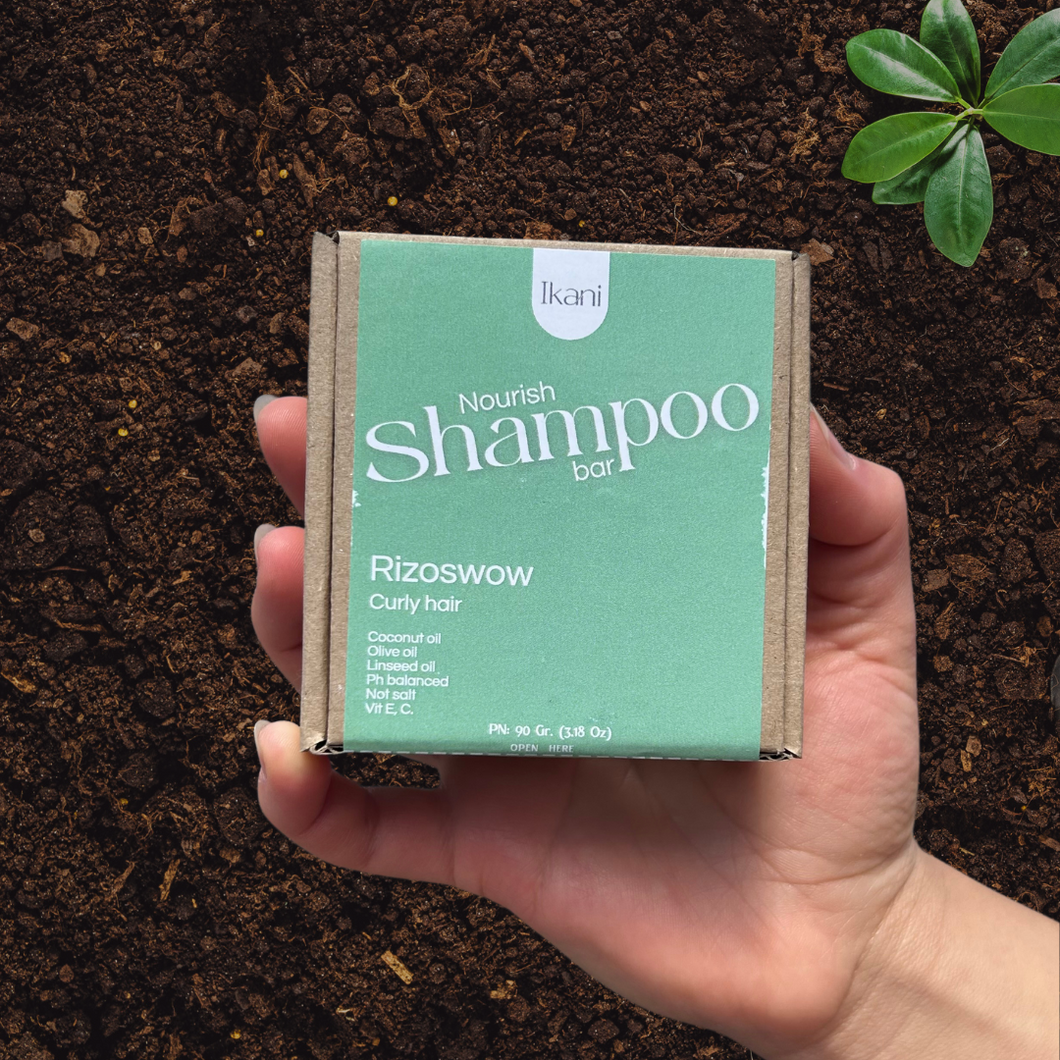 Ikani
Nourish
Shampoo
bar
Rizoswow
Curly hair
Coconut oil
Olive oil
Linseed oil
Ph balanced
Not salt
Vit E, C.
PN: 90 Gr. (3.18 Oz)
OPEN HERE